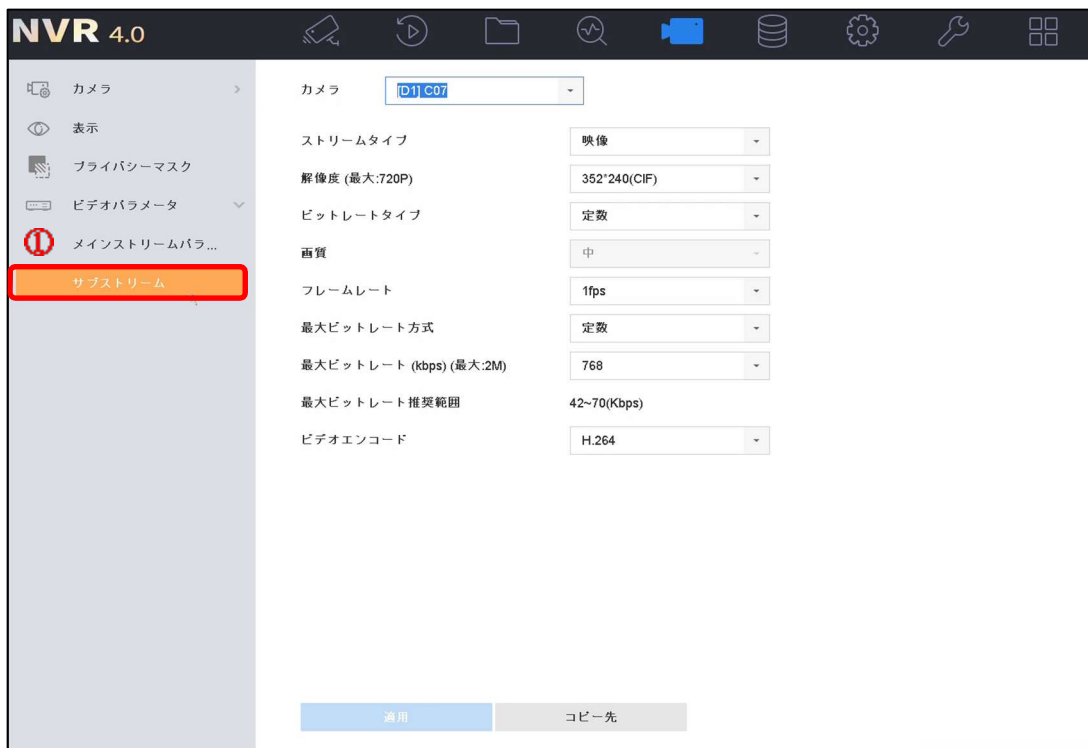 NVR 4.0
カメラ
表示
プライバシーマスク
ビデオパラメータ
① メインストリームパラ...
サブストリーム
カメラ [D1] C07
ストリームタイプ 映像
解像度 (最大:720P) 352*240(CIF)
ビットレートタイプ 定数
画質 中
フレームレート 1fps
最大ビットレート方式 定数
最大ビットレート (kbps) (最大:2M) 768
最大ビットレート推奨範囲 42~70(Kbps)
ビデオエンコード H.264
適用 コピー先